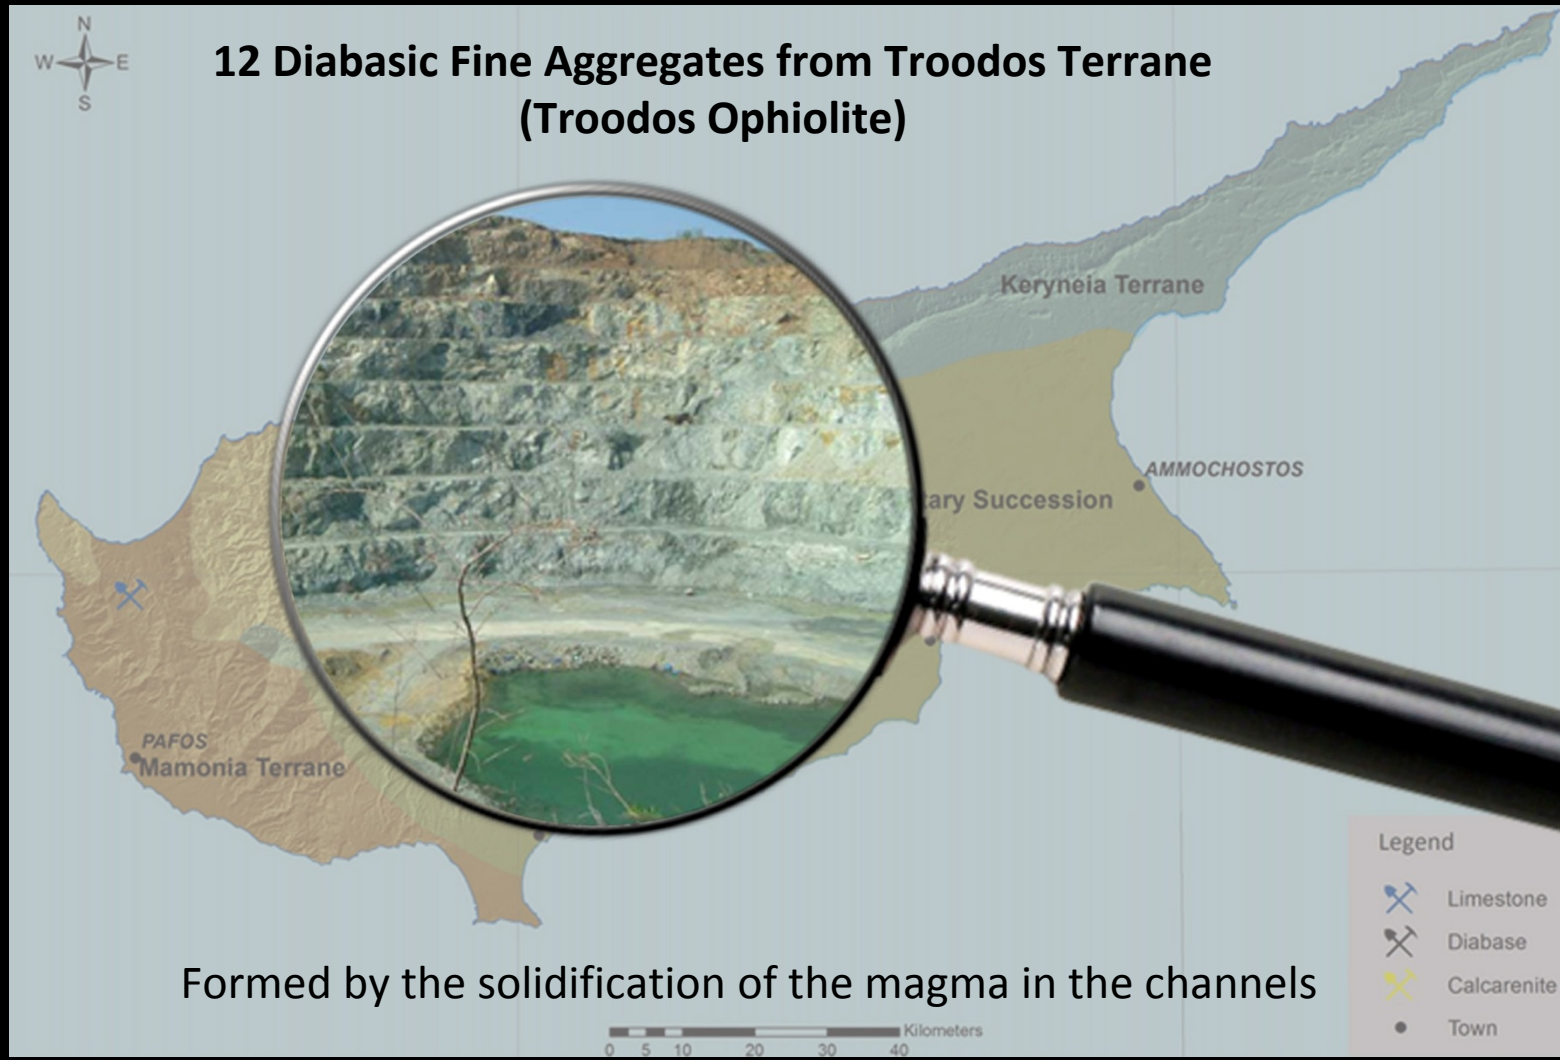 N
W E
S
12 Diabasic Fine Aggregates from Troodos Terrane
(Troodos Ophiolite)
Keryneia Terrane
AMMOCHOSTOS
Succession
PAFOS
Mamonia Terrane
Legend
Limestone
Diabase
Calcarenite
Town
Formed by the solidification of the magma in the channels
Kilometers
0 5 10 20 30 40